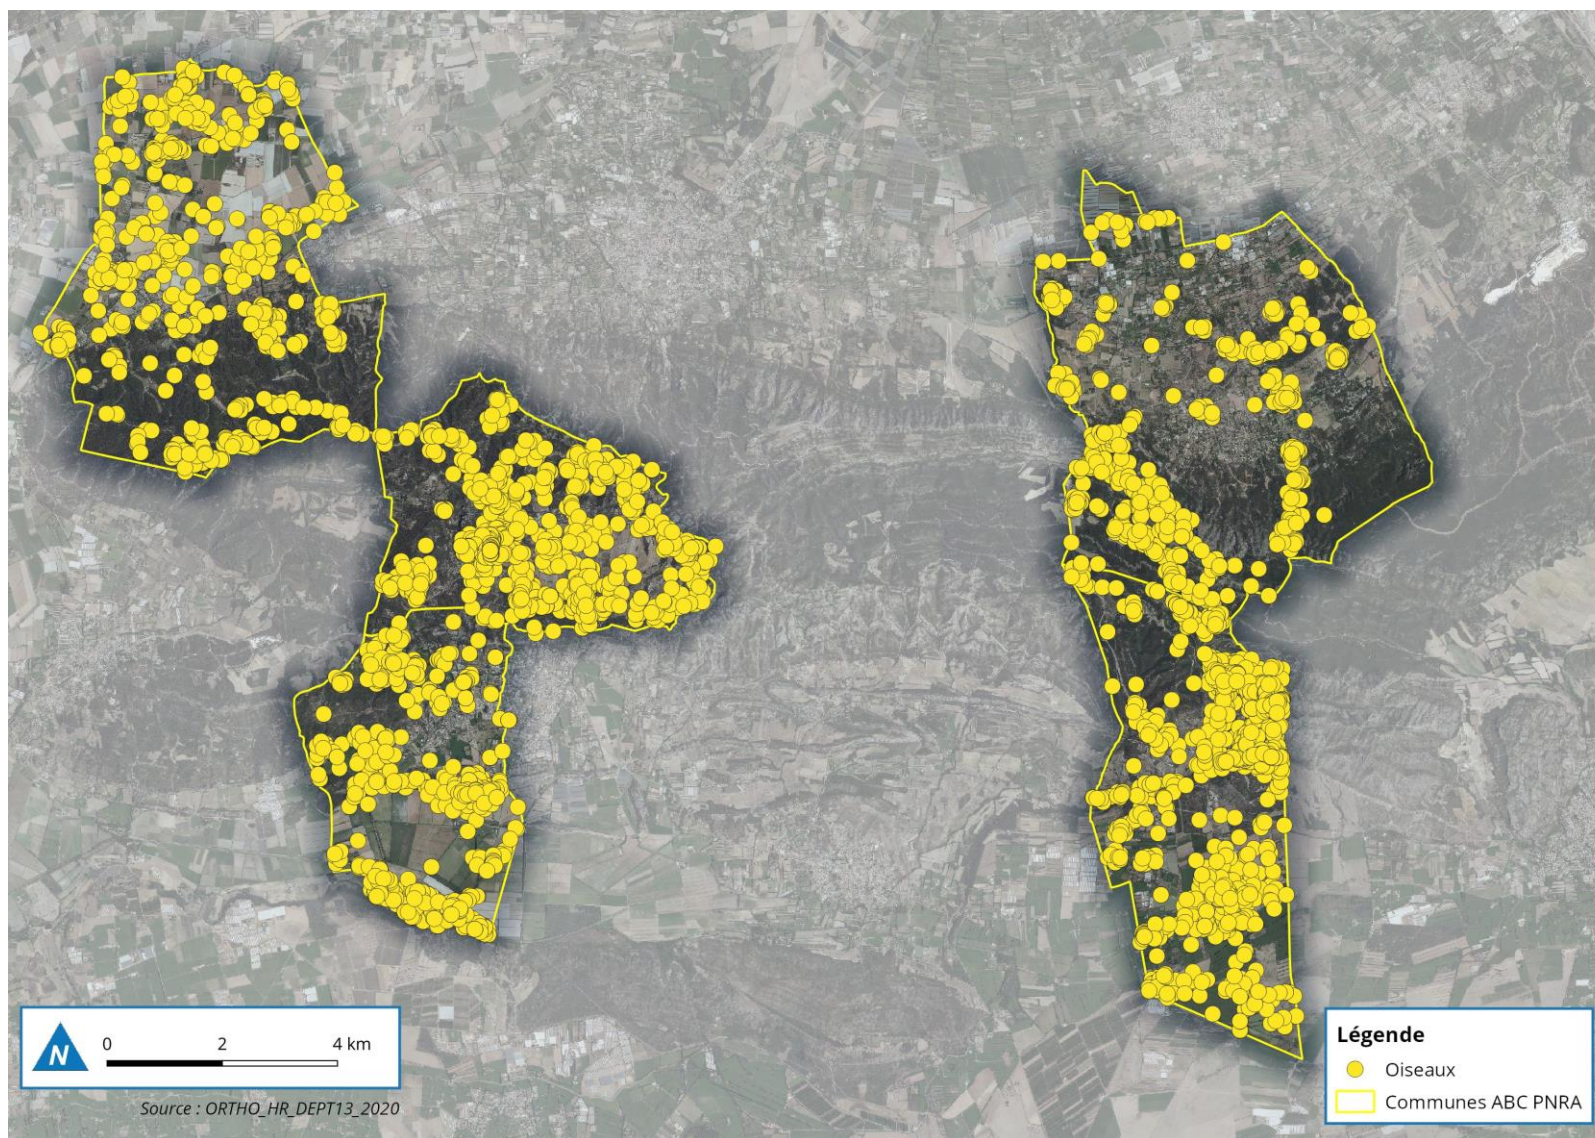 N
0 2 4 km
Source : ORTHO_HR_DEPT13_2020
Légende
Oiseaux
Communes ABC PNRA